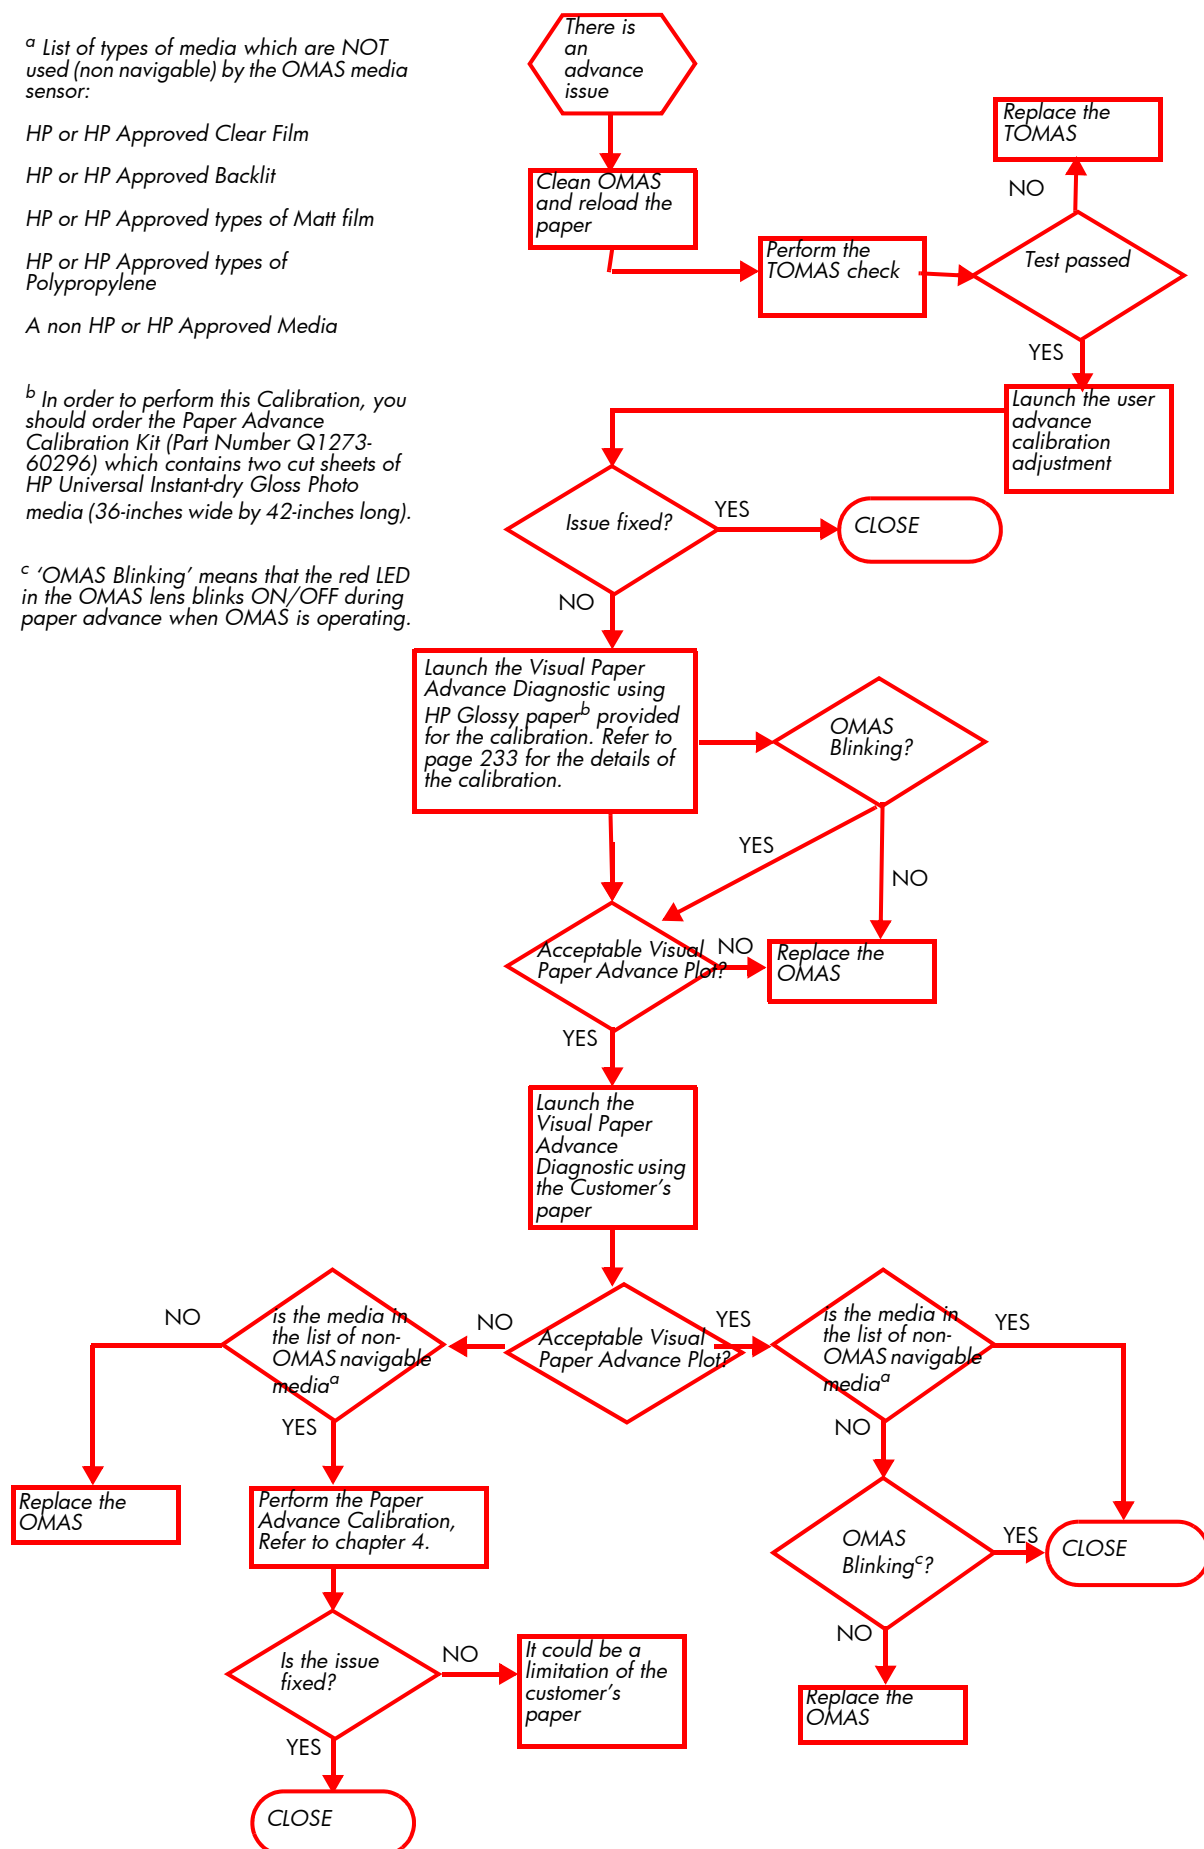 a List of types of media which are NOT
used (non navigable) by the OMAS media
sensor:
HP or HP Approved Clear Film
HP or HP Approved Backlit
HP or HP Approved types of Matt film
HP or HP Approved types of
Polypropylene
A non HP or HP Approved Media
b In order to perform this Calibration, you
should order the Paper Advance
Calibration Kit (Part Number Q1273-
60296) which contains two cut sheets of
HP Universal Instant-dry Gloss Photo
media (36-inches wide by 42-inches long).
c ‘OMAS Blinking’ means that the red LED
in the OMAS lens blinks ON/OFF during
paper advance when OMAS is operating.
There is
an
advance
issue
Clean OMAS
and reload the
paper
Perform the
TOMAS check
Test passed
NO
Replace the
TOMAS
YES
Launch the user
advance
calibration
adjustment
Issue fixed?
YES
CLOSE
NO
Launch the Visual Paper
Advance Diagnostic using
HP Glossy paperb provided
for the calibration. Refer to
page 233 for the details of
the calibration.
OMAS
Blinking?
YES
NO
Acceptable Visual
Paper Advance Plot?
NO
Replace the
OMAS
YES
Launch the
Visual Paper
Advance
Diagnostic using
the Customer’s
paper
Acceptable Visual
Paper Advance Plot?
NO
YES
is the media in
the list of non-
OMAS navigable
mediaa
NO
YES
Replace the
OMAS
Perform the Paper
Advance Calibration,
Refer to chapter 4.
Is the issue
fixed?
NO
It could be a
limitation of the
customer’s
paper
YES
CLOSE
is the media in
the list of non-
OMAS navigable
mediaa
YES
NO
OMAS
Blinkingc?
YES
CLOSE
NO
Replace the
OMAS